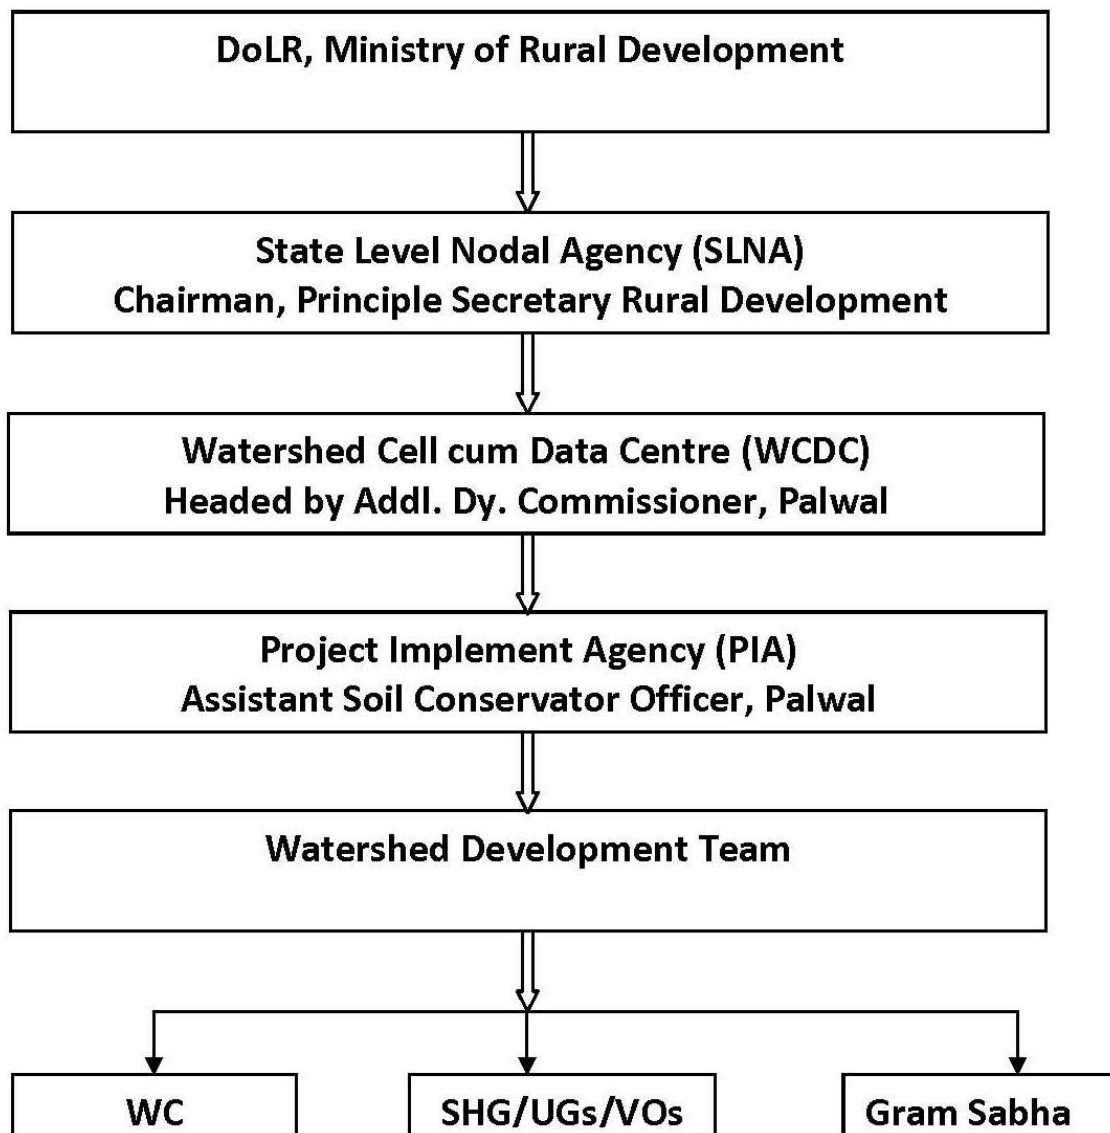 DoLR, Ministry of Rural Development
State Level Nodal Agency (SLNA)
Chairman, Principle Secretary Rural Development
Watershed Cell cum Data Centre (WCDC)
Headed by Addl. Dy. Commissioner, Palwal
Project Implement Agency (PIA)
Assistant Soil Conservator Officer, Palwal
Watershed Development Team
WC
SHG/UGs/VOs
Gram Sabha